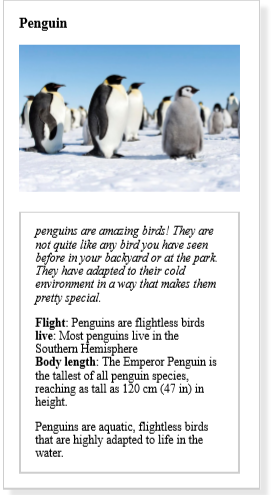 Penguin
penguins are amazing birds! They are
not quite like any bird you have seen
before in your backyard or at the park.
They have adapted to their cold
environment in a way that makes them
pretty special.
Flight: Penguins are flightless birds
live: Most penguins live in the
Southern Hemisphere
Body length: The Emperor Penguin is
the tallest of all penguin species,
reaching as tall as 120 cm (47 in) in
height.
Penguins are aquatic, flightless birds
that are highly adapted to life in the
water.